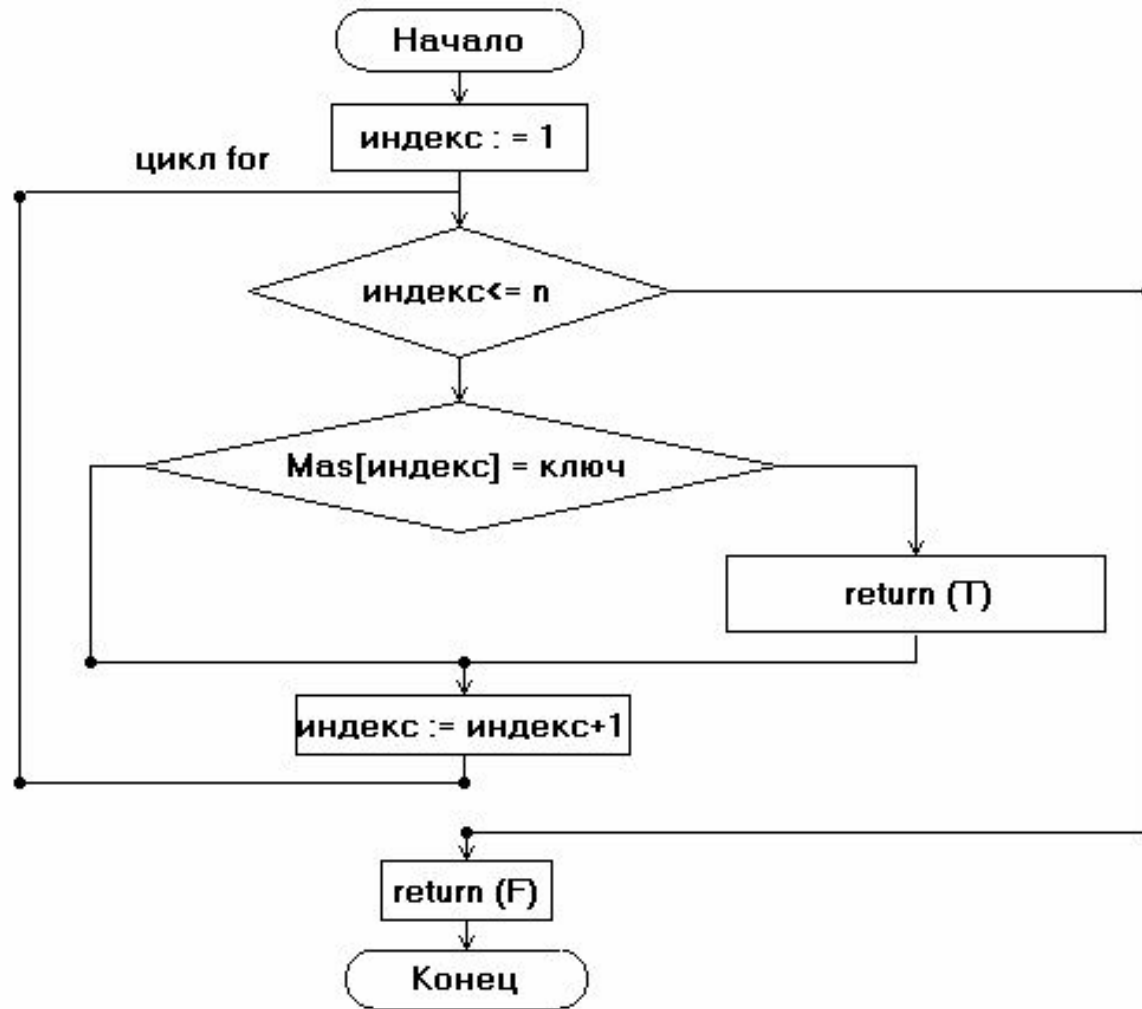 Начало
индекс : = 1
цикл for
индекс<= n
Mas[индекс] = ключ
return (T)
индекс := индекс+1
return (F)
Конец